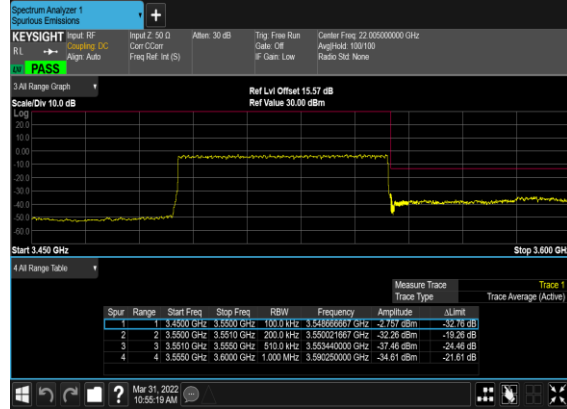 Spectrum Analyzer 1
Spurious Emissions
KEYSIGHT Input: RF Input Z: 50 Ω Atten: 30 dB Trig: Free Run Center Freq: 22.005000000 GHz
RL Coupling: DC Corr CCorr Gate: Off Avg|Hold: 100/100
Align: Auto Freq Ref: Int (S) IF Gain: Low Radio Std: None
PASS
3 All Range Graph Ref Lvl Offset 15.57 dB
Scale/Div 10.0 dB Ref Value 30.00 dBm
Log
20.0
10.0
0.00
-10.0
-20.0
-30.0
-40.0
-50.0
-60.0
Start 3.450 GHz Stop 3.600 GHz
4 All Range Table
Measure Trace Trace 1
Trace Type Trace Average (Active)
Spur Range Start Freq Stop Freq RBW Frequency Amplitude ΔLimit
1 1 3.4500 GHz 3.5500 GHz 100.0 kHz 3.548666667 GHz -2.757 dBm -32.76 dB
2 2 3.5500 GHz 3.5510 GHz 200.0 kHz 3.550021667 GHz -32.26 dBm -19.26 dB
3 3 3.5510 GHz 3.5550 GHz 510.0 kHz 3.553440000 GHz -37.46 dBm -24.46 dB
4 4 3.5550 GHz 3.6000 GHz 1.000 MHz 3.590250000 GHz -34.61 dBm -21.61 dB
? Mar 31, 2022
10:55:19 AM